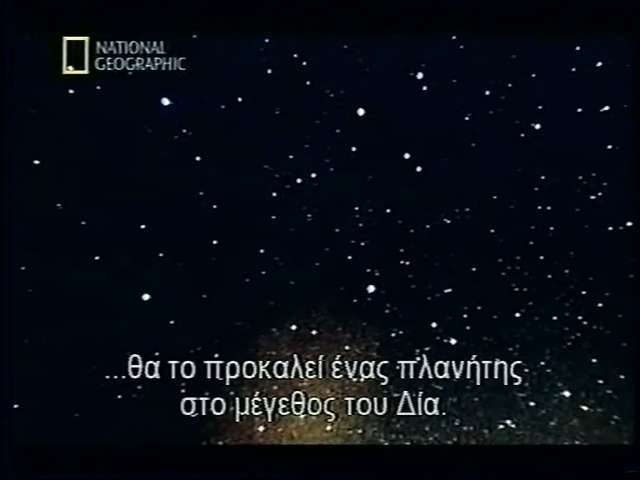 NATIONAL
GEOGRAPHIC
...θα το προκαλεί ένας πλανήτης
στο μέγεθος του Δία.